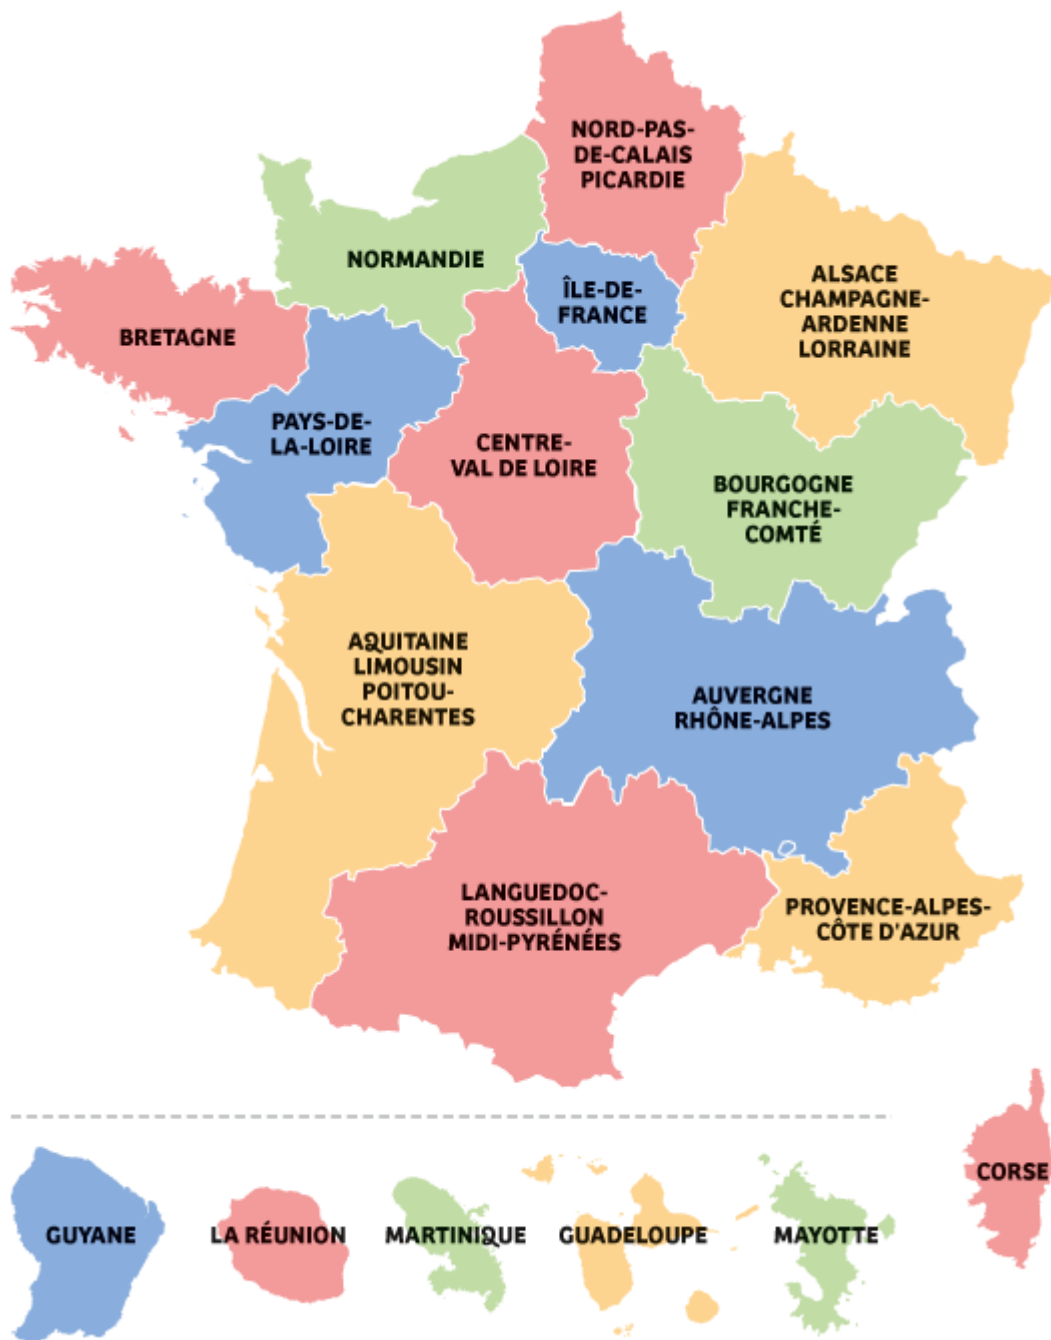 NORD-PAS-
DE-CALAIS
PICARDIE
NORMANDIE
ÎLE-DE-
FRANCE
ALSACE
CHAMPAGNE-
ARDENNE
LORRAINE
BRETAGNE
PAYS-DE-
LA-LOIRE
CENTRE-
VAL DE LOIRE
BOURGOGNE
FRANCHE-
COMTÉ
AQUITAINE
LIMOUSIN
POITOU-
CHARENTES
AUVERGNE
RHÔNE-ALPES
LANGUEDOC-
ROUSSILLON
MIDI-PYRÉNÉES
PROVENCE-ALPES-
CÔTE D'AZUR
CORSE
GUYANE
LA RÉUNION
MARTINIQUE
GUADELOUPE
MAYOTTE